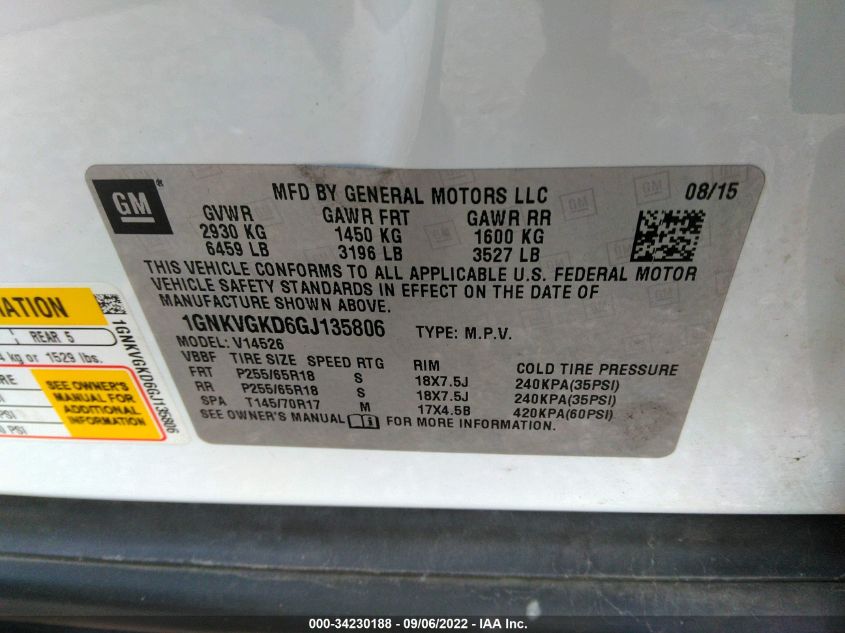 GM
MFD BY GENERAL MOTORS LLC 08/15
GVWR GAWR FRT GAWR RR
2930 KG 1450 KG 1600 KG
6459 LB 3196 LB 3527 LB
THIS VEHICLE CONFORMS TO ALL APPLICABLE U.S. FEDERAL MOTOR
VEHICLE SAFETY STANDARDS IN EFFECT ON THE DATE OF
MANUFACTURE SHOWN ABOVE.
1GNKVGKD6GJ135806 TYPE: M.P.V.
MODEL: V14526
VBBF TIRE SIZE SPEED RTG RIM COLD TIRE PRESSURE
FRT P255/65R18 S 18X7.5J 240KPA(35PSI)
RR P255/65R18 S 18X7.5J 240KPA(35PSI)
SPA T145/70R17 M 17X4.5B 420KPA(60PSI)
SEE OWNER'S MANUAL FOR MORE INFORMATION.
REAR 5
kg or 1529 lbs.
SEE OWNER'S
MANUAL FOR
ADDITIONAL
INFORMATION
PSI
1GNKVGKD6GJ135806
000-34230188 - 09/06/2022 - IAA Inc.